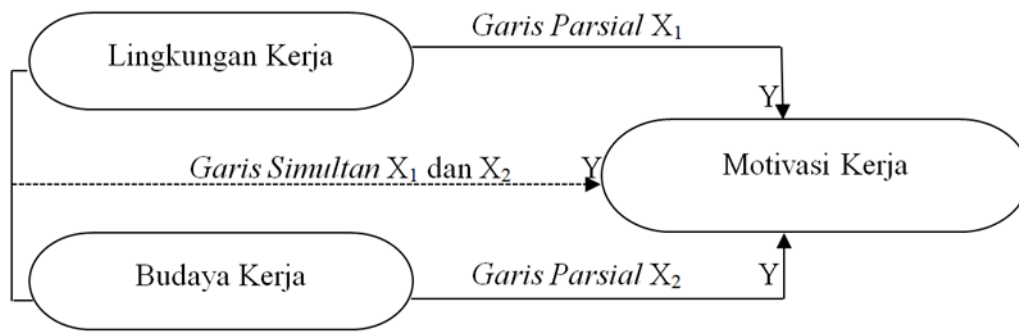 Garis Parsial X₁
Lingkungan Kerja
Y
Motivasi Kerja
Garis Simultan X₁ dan X₂
Y
Budaya Kerja
Garis Parsial X₂
Y